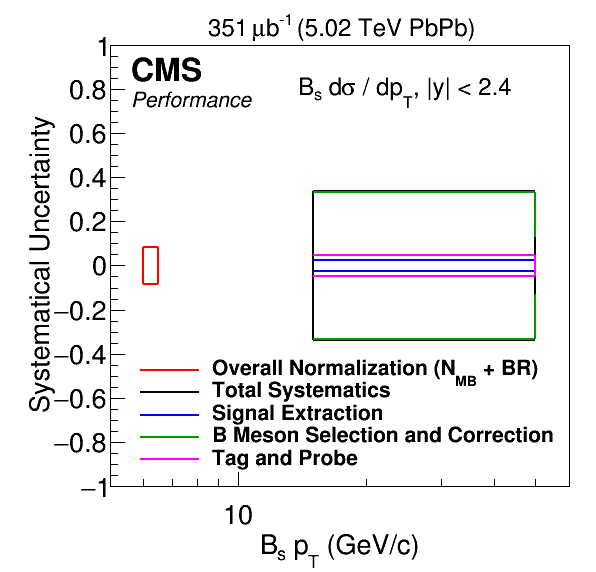 351 μb⁻¹ (5.02 TeV PbPb)
CMS
Performance
B_s dσ / dp_T, |y| < 2.4
Systematical Uncertainty
1
0.8
0.6
0.4
0.2
0
−0.2
−0.4
−0.6
−0.8
−1
Overall Normalization (N_MB + BR)
Total Systematics
Signal Extraction
B Meson Selection and Correction
Tag and Probe
10
B_s p_T (GeV/c)